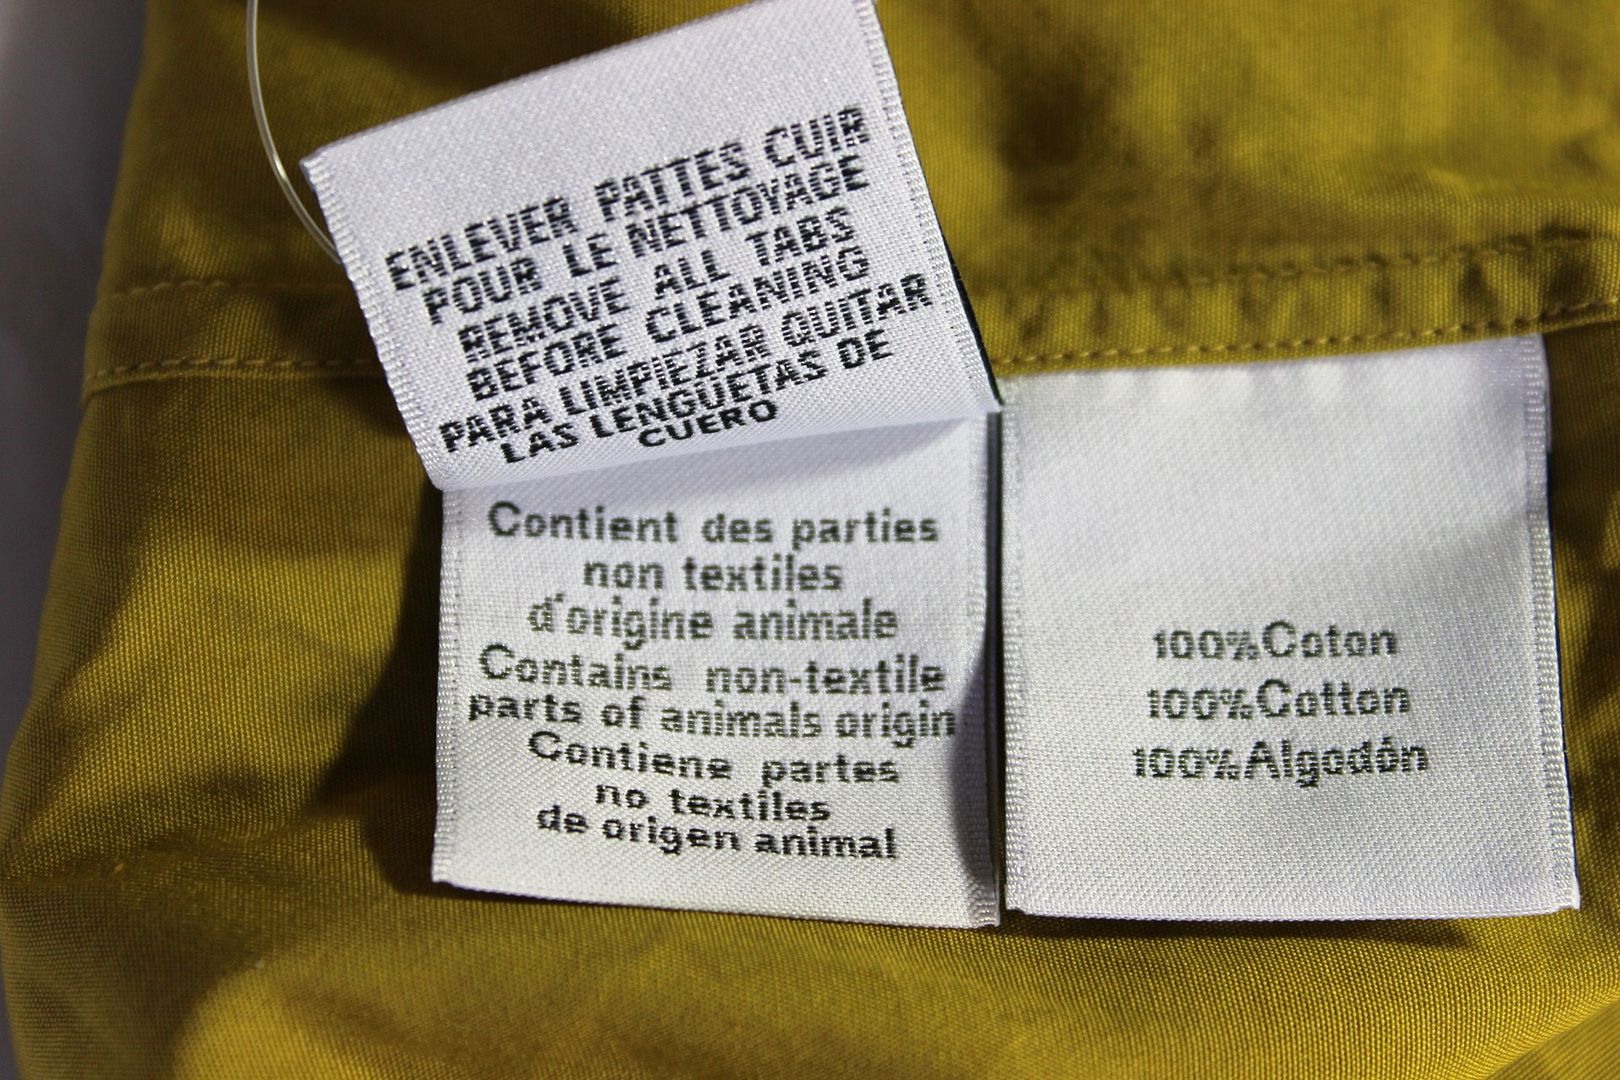 ENLEVER PATTES CUIR
POUR LE NETTOYAGE
REMOVE ALL TABS
BEFORE CLEANING
PARA LIMPIEZAR QUITAR
LAS LENGÜETAS DE
CUERO
Contient des parties
non textiles
d'origine animale
Contains non-textile
parts of animals origin
Contiene partes
no textiles
de origen animal
100%Coton
100%Cotton
100%Algodón